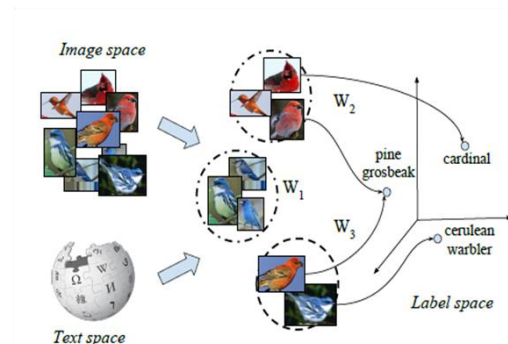 Image space
W2
pine
grosbeak
cardinal
W1
W3
cerulean
warbler
Label space
Ω
W
И
Text space